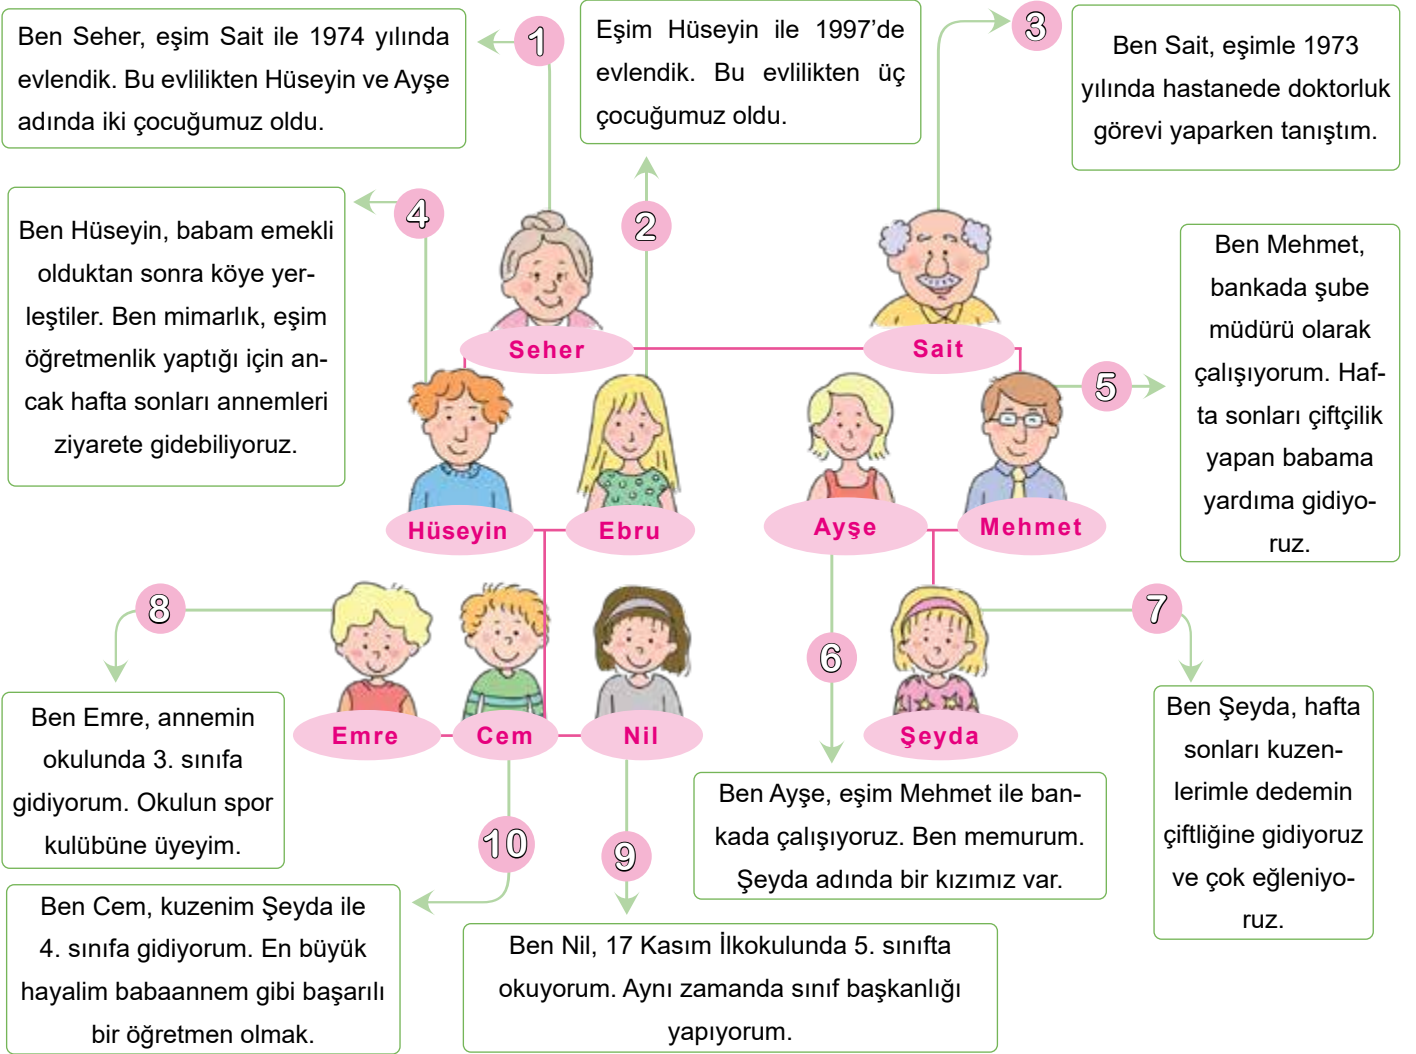 1
Ben Seher, eşim Sait ile 1974 yılında
evlendik. Bu evlilikten Hüseyin ve Ayşe
adında iki çocuğumuz oldu.
2
Eşim Hüseyin ile 1997’de
evlendik. Bu evlilikten üç
çocuğumuz oldu.
3
Ben Sait, eşimle 1973
yılında hastanede doktorluk
görevi yaparken tanıştım.
4
Ben Hüseyin, babam emekli
olduktan sonra köye yer-
leştiler. Ben mimarlık, eşim
öğretmenlik yaptığı için an-
cak hafta sonları annemleri
ziyarete gidebiliyoruz.
5
Ben Mehmet,
bankada şube
müdürü olarak
çalışıyorum. Haf-
ta sonları çiftçilik
yapan babama
yardıma gidiyo-
ruz.
Seher
Sait
Hüseyin
Ebru
Ayşe
Mehmet
Emre
Cem
Nil
Şeyda
8
Ben Emre, annemin
okulunda 3. sınıfa
gidiyorum. Okulun spor
kulübüne üyeyim.
10
Ben Cem, kuzenim Şeyda ile
4. sınıfa gidiyorum. En büyük
hayalim babaannem gibi başarılı
bir öğretmen olmak.
9
Ben Nil, 17 Kasım İlkokulunda 5. sınıfta
okuyorum. Aynı zamanda sınıf başkanlığı
yapıyorum.
6
Ben Ayşe, eşim Mehmet ile ban-
kada çalışıyoruz. Ben memurum.
Şeyda adında bir kızımız var.
7
Ben Şeyda, hafta
sonları kuzen-
lerimle dedemin
çiftliğine gidiyoruz
ve çok eğleniyo-
ruz.